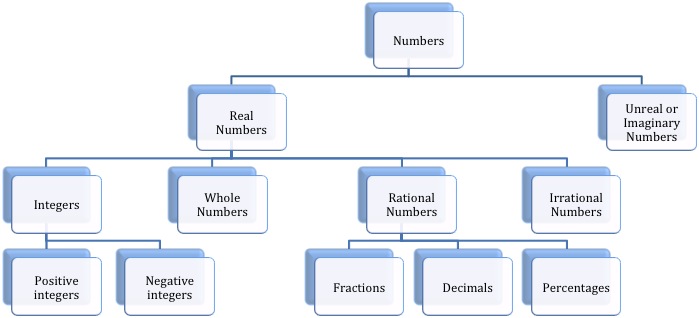 Numbers
Real
Numbers
Unreal or
Imaginary
Numbers
Integers
Whole
Numbers
Rational
Numbers
Irrational
Numbers
Positive
integers
Negative
integers
Fractions
Decimals
Percentages